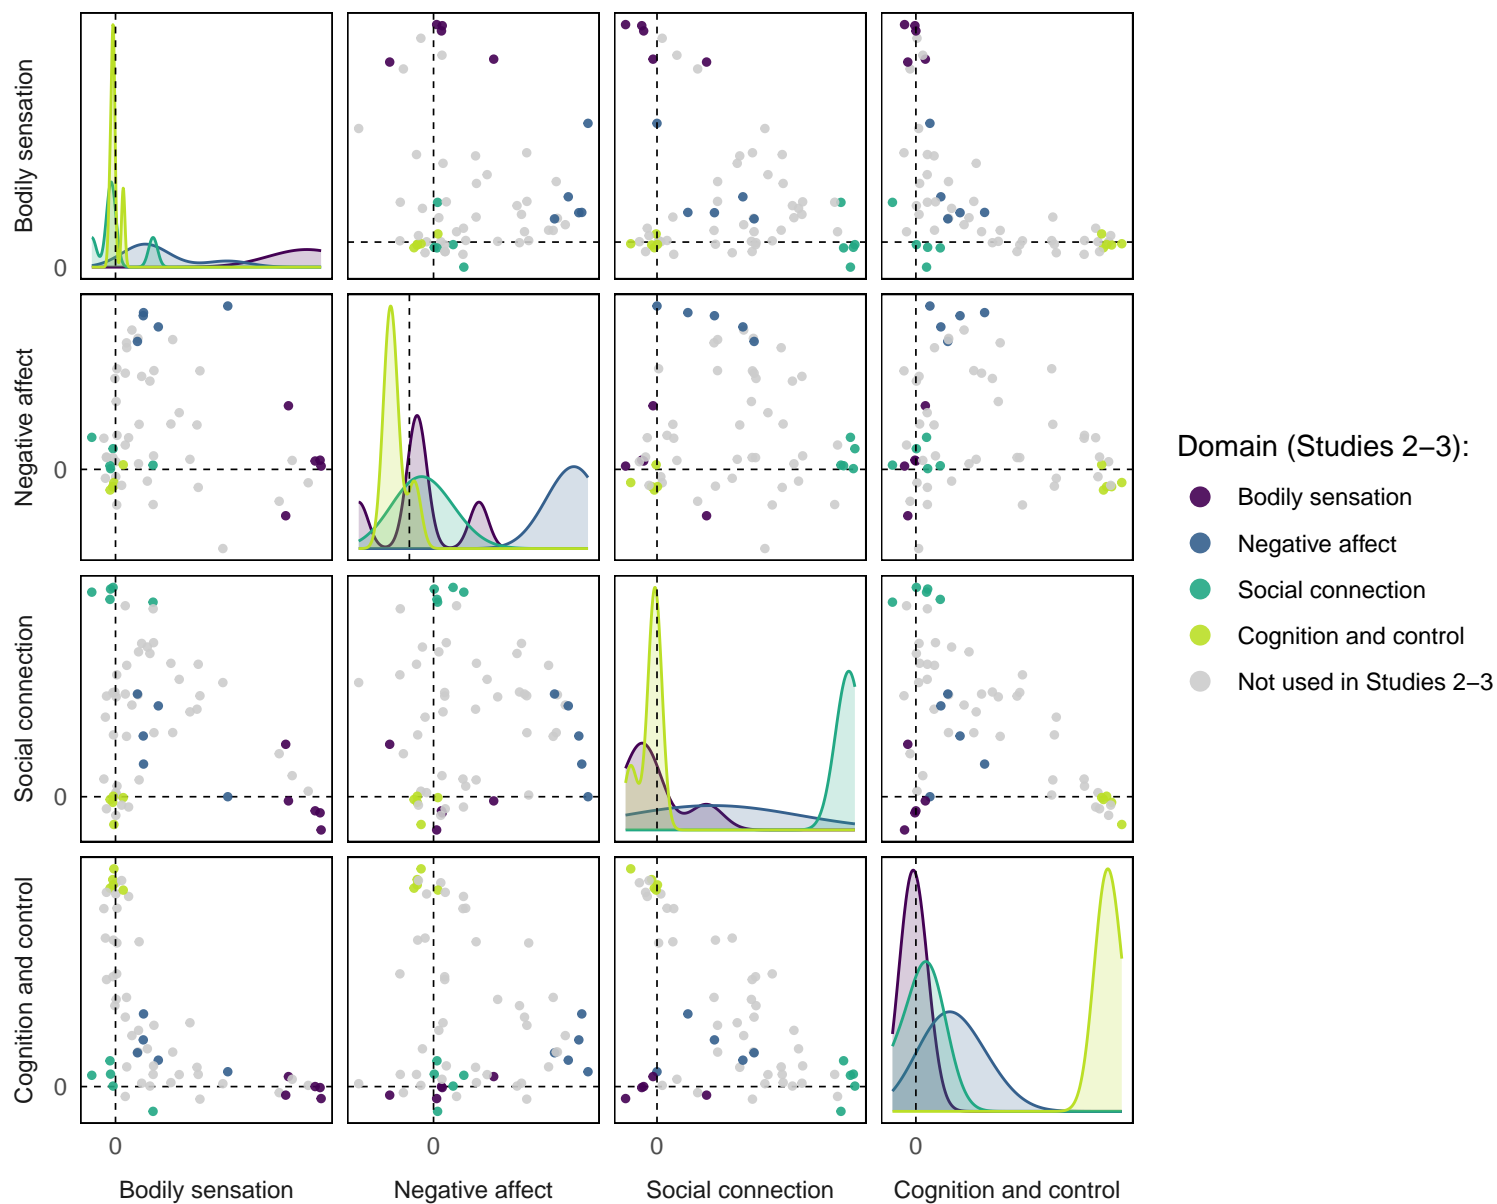 Bodily sensation
0
Negative affect
0
Social connection
0
Cognition and control
0
0
0
0
0
Bodily sensation
Negative affect
Social connection
Cognition and control
Domain (Studies 2–3):
Bodily sensation
Negative affect
Social connection
Cognition and control
Not used in Studies 2–3